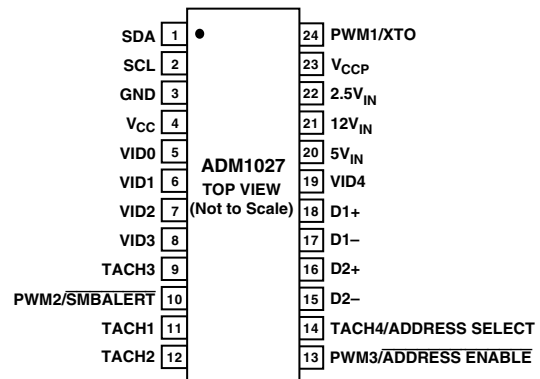 SDA 1 24 PWM1/XTO
SCL 2 23 VCCP
GND 3 22 2.5VIN
VCC 4 21 12VIN
VID0 5 20 5VIN
ADM1027
VID1 6 19 VID4
TOP VIEW
VID2 7 (Not to Scale) 18 D1+
VID3 8 17 D1–
TACH3 9 16 D2+
PWM2/SMBALERT 10 15 D2–
TACH1 11 14 TACH4/ADDRESS SELECT
TACH2 12 13 PWM3/ADDRESS ENABLE